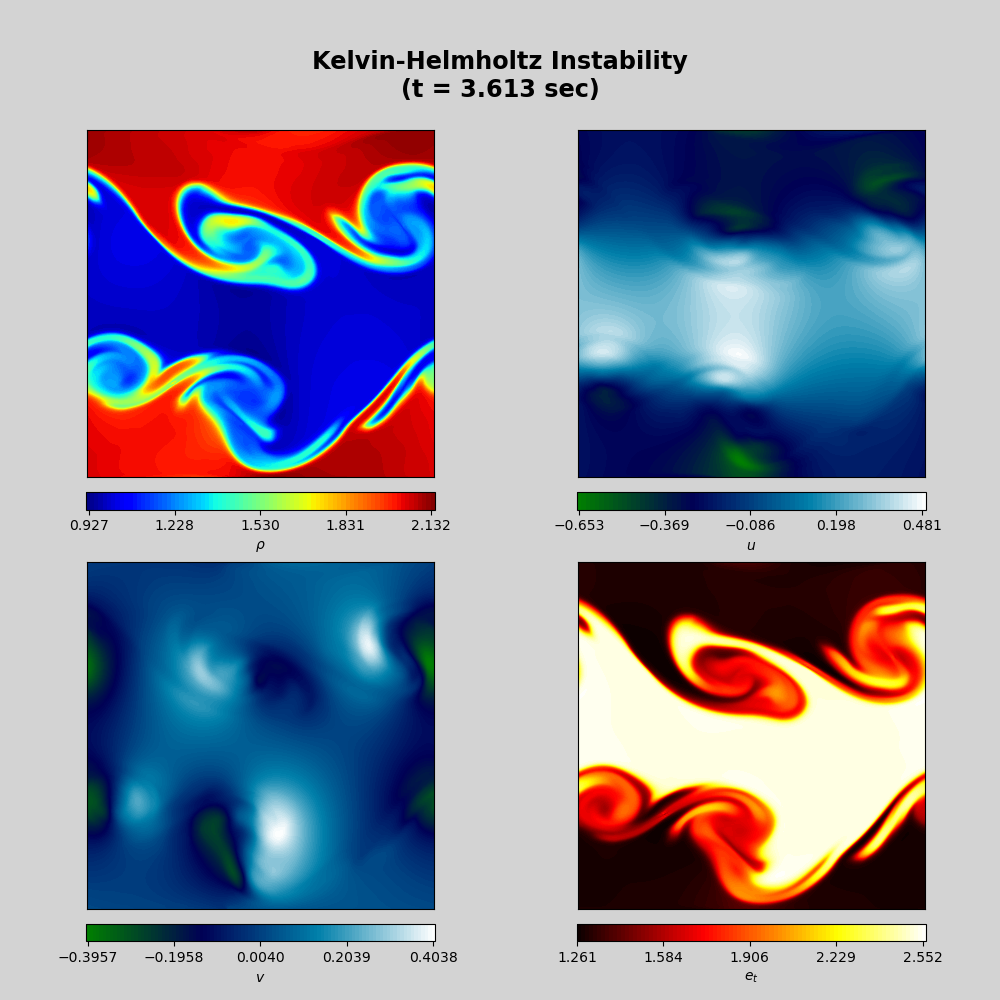 Kelvin-Helmholtz Instability
(t = 3.613 sec)
0.927 1.228 1.530 1.831 2.132
ρ
−0.653 −0.369 −0.086 0.198 0.481
u
−0.3957 −0.1958 0.0040 0.2039 0.4038
v
1.261 1.584 1.906 2.229 2.552
eₜ